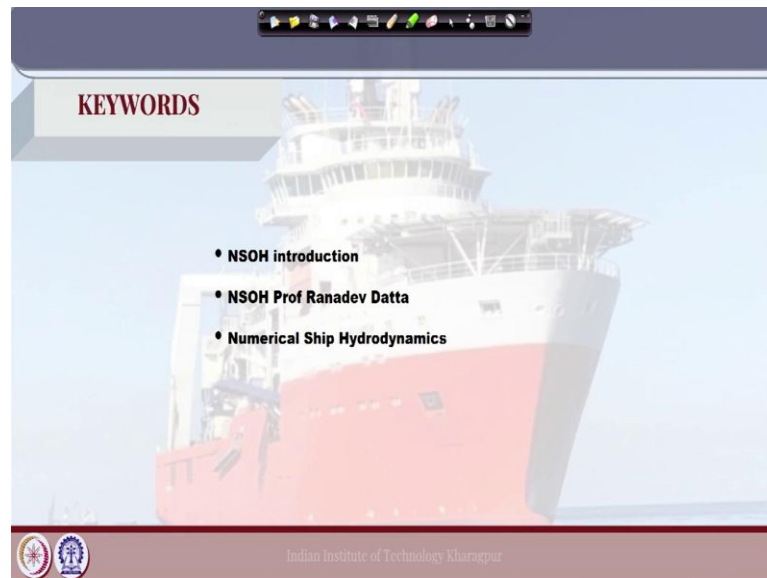 KEYWORDS
• NSOH introduction
• NSOH Prof Ranadev Datta
• Numerical Ship Hydrodynamics
Indian Institute of Technology Kharagpur